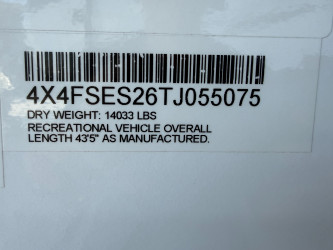 4X4FSES26TJ055075
DRY WEIGHT: 14033 LBS
RECREATIONAL VEHICLE OVERALL
LENGTH 43'5" AS MANUFACTURED.